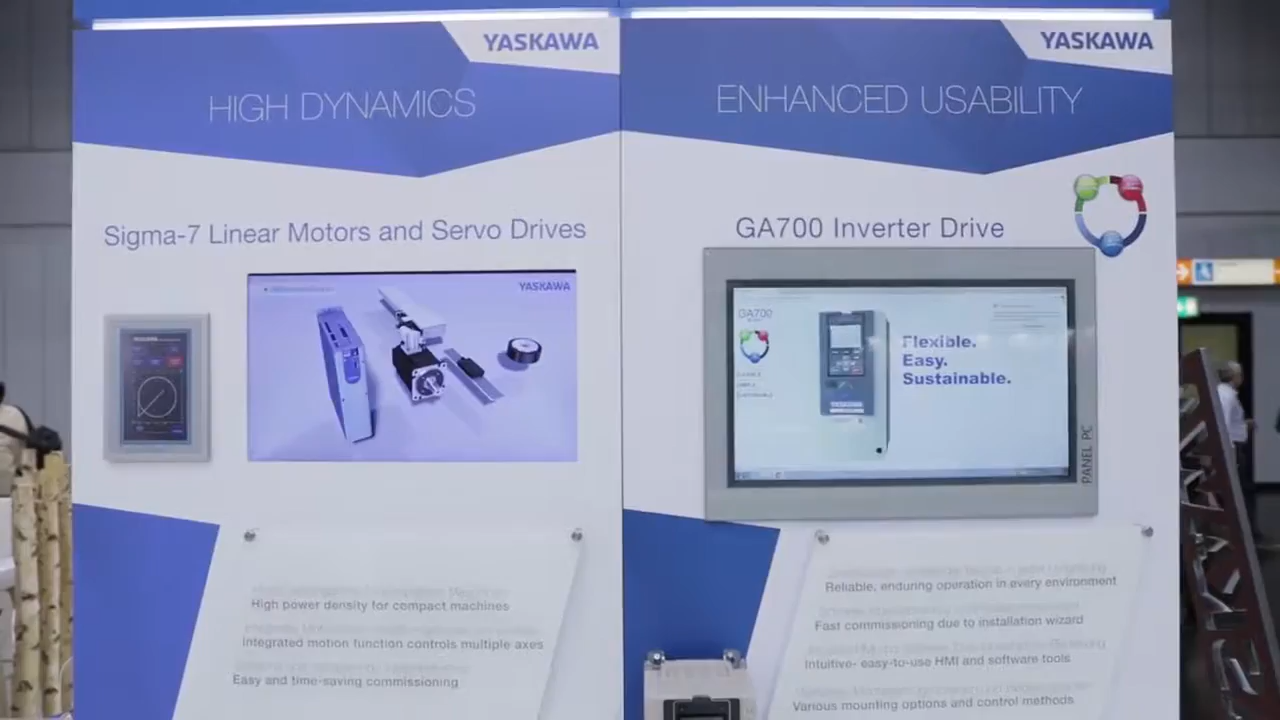 YASKAWA
HIGH DYNAMICS
Sigma-7 Linear Motors and Servo Drives
YASKAWA
High power density for compact machines
Integrated motion function controls multiple axes
Easy and time-saving commissioning
YASKAWA
ENHANCED USABILITY
GA700 Inverter Drive
GA700
Flexible.
Easy.
Sustainable.
YASKAWA
PANEL PC
Reliable, enduring operation in every environment
Fast commissioning due to installation wizard
Intuitive- easy-to-use HMI and software tools
Various mounting options and control methods